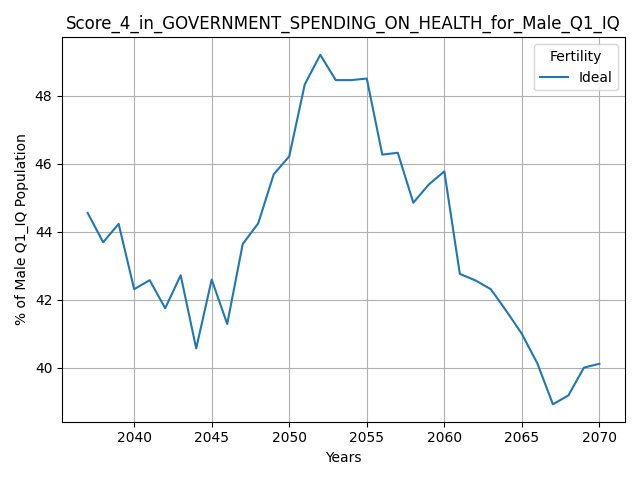 Score_4_in_GOVERNMENT_SPENDING_ON_HEALTH_for_Male_Q1_IQ
Fertility
Ideal
% of Male Q1_IQ Population
48
46
44
42
40
2040 2045 2050 2055 2060 2065 2070
Years